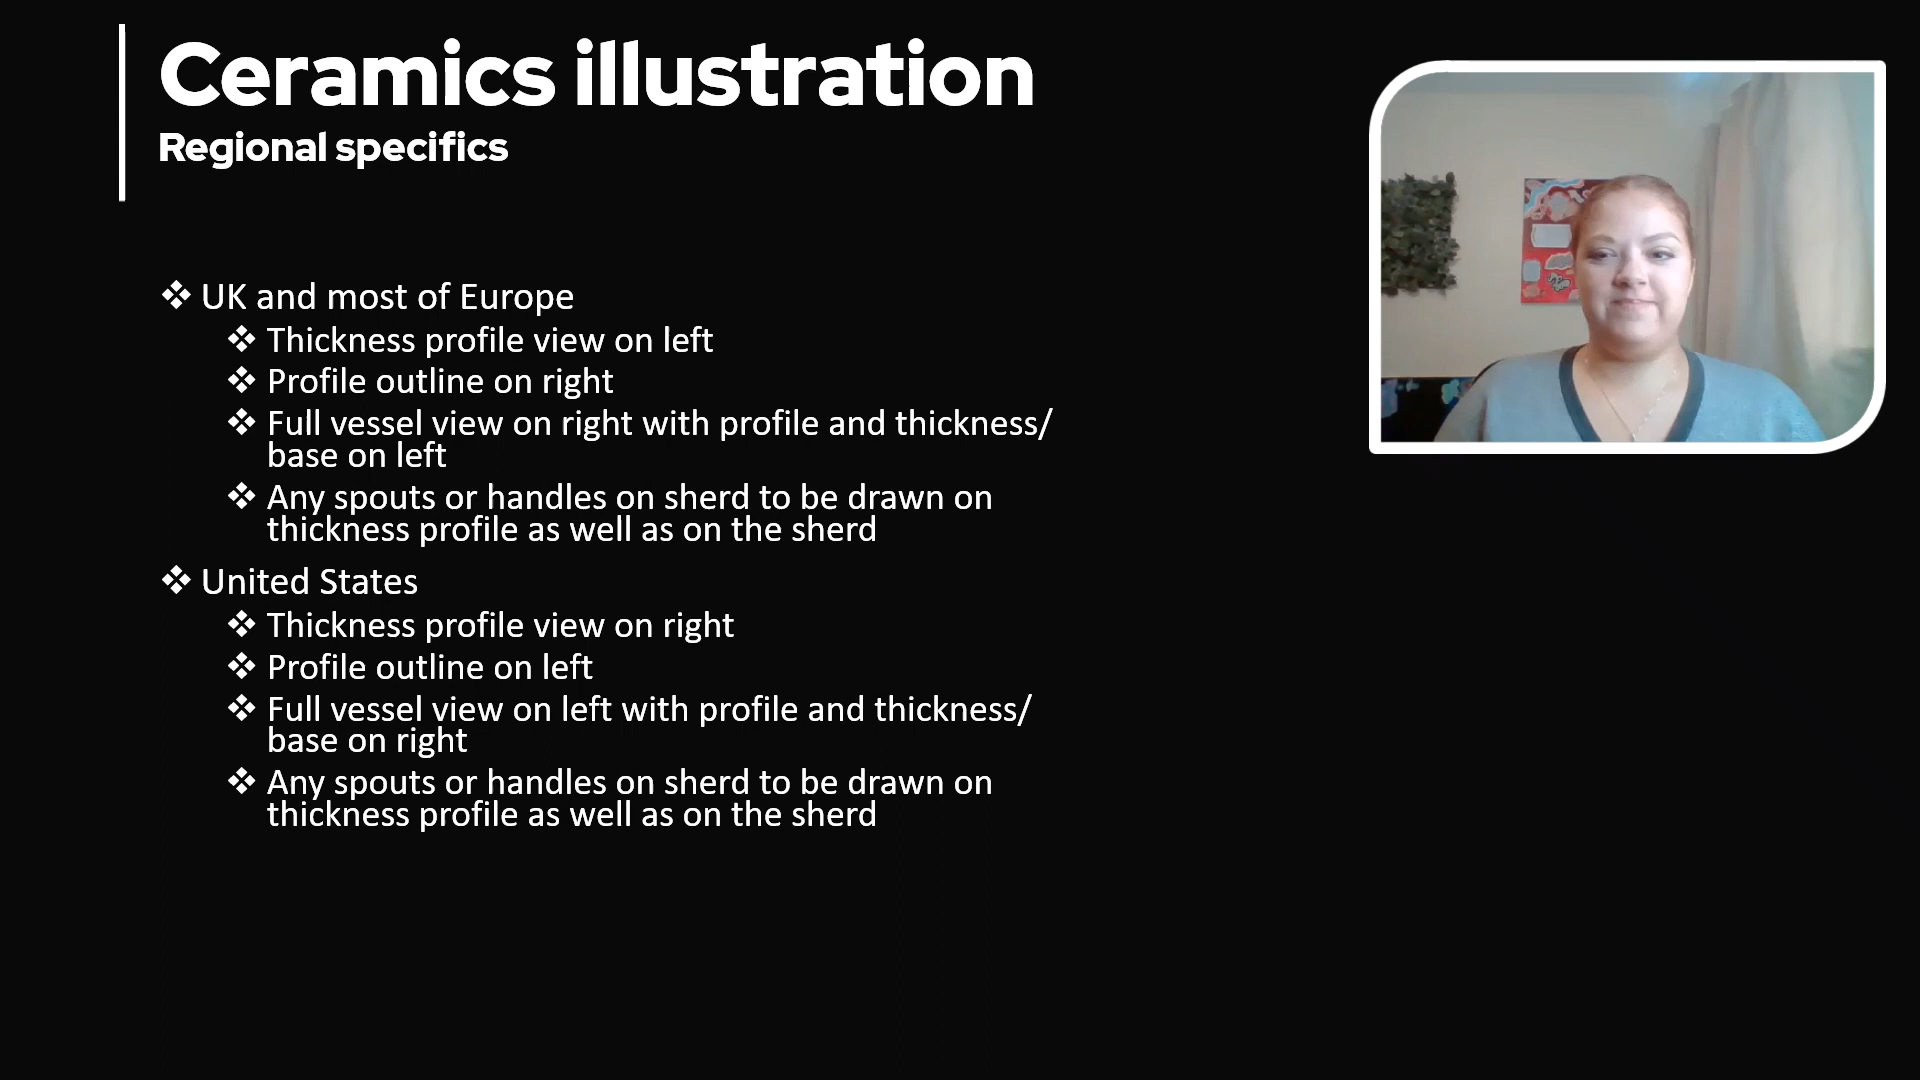 Ceramics illustration
Regional specifics
❖ UK and most of Europe
❖ Thickness profile view on left
❖ Profile outline on right
❖ Full vessel view on right with profile and thickness/
base on left
❖ Any spouts or handles on sherd to be drawn on
thickness profile as well as on the sherd
❖ United States
❖ Thickness profile view on right
❖ Profile outline on left
❖ Full vessel view on left with profile and thickness/
base on right
❖ Any spouts or handles on sherd to be drawn on
thickness profile as well as on the sherd